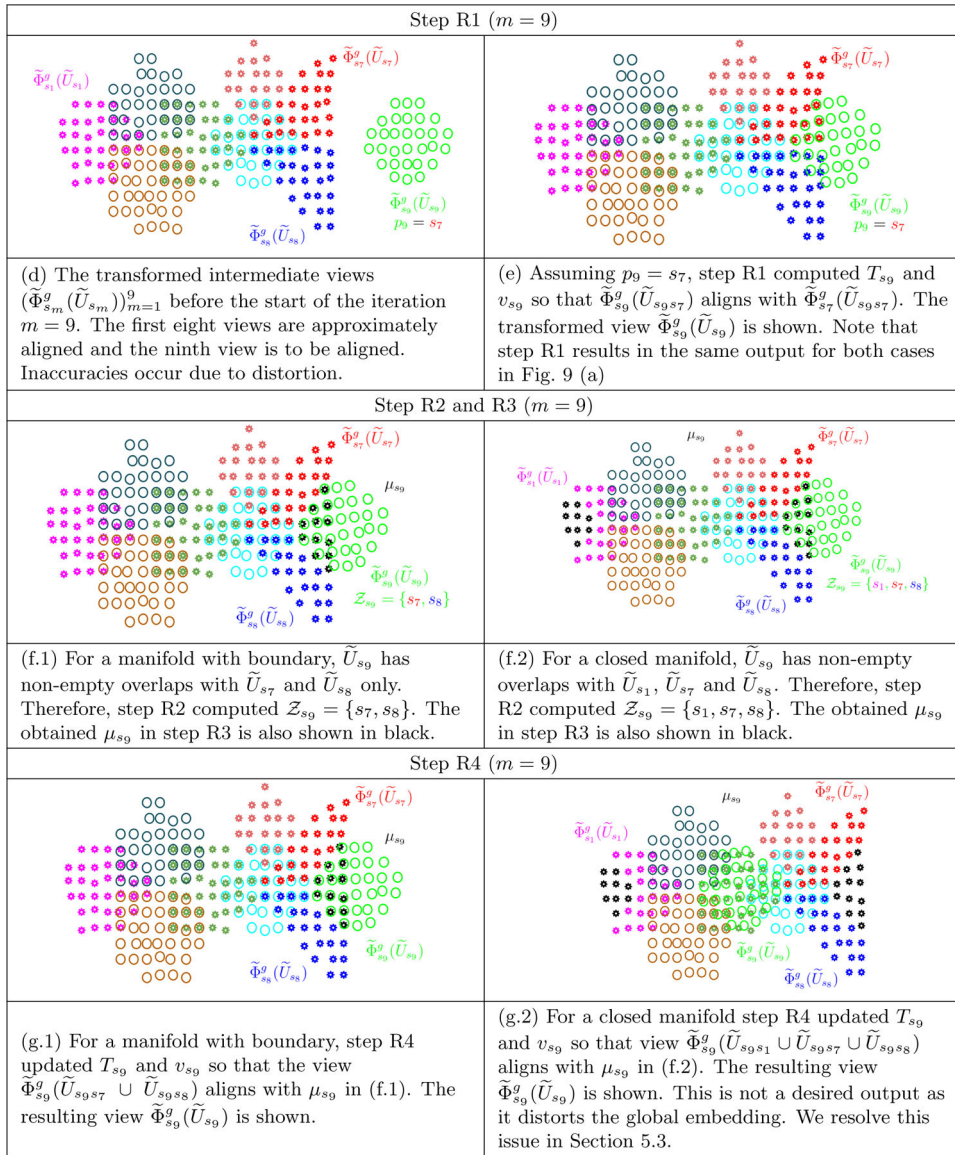 Step R1 (m = 9)
Φ̃^g_{s_1}(Ũ_{s_1})
Φ̃^g_{s_7}(Ũ_{s_7})
Φ̃^g_{s_9}(Ũ_{s_9})
p_9 = s_7
Φ̃^g_{s_8}(Ũ_{s_8})
Φ̃^g_{s_7}(Ũ_{s_7})
Φ̃^g_{s_9}(Ũ_{s_9})
p_9 = s_7
(d) The transformed intermediate views
(Φ̃^g_{s_m}(Ũ_{s_m}))^9_{m=1} before the start of the iteration
m = 9. The first eight views are approximately
aligned and the ninth view is to be aligned.
Inaccuracies occur due to distortion.
(e) Assuming p_9 = s_7, step R1 computed T_{s_9} and
v_{s_9} so that Φ̃^g_{s_9}(Ũ_{s_9s_7}) aligns with Φ̃^g_{s_7}(Ũ_{s_9s_7}). The
transformed view Φ̃^g_{s_9}(Ũ_{s_9}) is shown. Note that
step R1 results in the same output for both cases
in Fig. 9 (a)
Step R2 and R3 (m = 9)
Φ̃^g_{s_7}(Ũ_{s_7})
μ_{s_9}
Φ̃^g_{s_9}(Ũ_{s_9})
𝒵_{s_9} = {s_7, s_8}
Φ̃^g_{s_8}(Ũ_{s_8})
μ_{s_9}
Φ̃^g_{s_7}(Ũ_{s_7})
Φ̃^g_{s_1}(Ũ_{s_1})
Φ̃^g_{s_9}(Ũ_{s_9})
𝒵_{s_9} = {s_1, s_7, s_8}
Φ̃^g_{s_8}(Ũ_{s_8})
(f.1) For a manifold with boundary, Ũ_{s_9} has
non-empty overlaps with Ũ_{s_7} and Ũ_{s_8} only.
Therefore, step R2 computed 𝒵_{s_9} = {s_7, s_8}. The
obtained μ_{s_9} in step R3 is also shown in black.
(f.2) For a closed manifold, Ũ_{s_9} has non-empty
overlaps with Ũ_{s_1}, Ũ_{s_7} and Ũ_{s_8}. Therefore, step
R2 computed 𝒵_{s_9} = {s_1, s_7, s_8}. The obtained μ_{s_9}
in step R3 is also shown in black.
Step R4 (m = 9)
Φ̃^g_{s_7}(Ũ_{s_7})
μ_{s_9}
Φ̃^g_{s_9}(Ũ_{s_9})
Φ̃^g_{s_8}(Ũ_{s_8})
μ_{s_9}
Φ̃^g_{s_7}(Ũ_{s_7})
Φ̃^g_{s_1}(Ũ_{s_1})
Φ̃^g_{s_9}(Ũ_{s_9})
Φ̃^g_{s_8}(Ũ_{s_8})
(g.1) For a manifold with boundary, step R4
updated T_{s_9} and v_{s_9} so that the view
Φ̃^g_{s_9}(Ũ_{s_9s_7} ∪ Ũ_{s_9s_8}) aligns with μ_{s_9} in (f.1). The
resulting view Φ̃^g_{s_9}(Ũ_{s_9}) is shown.
(g.2) For a closed manifold step R4 updated T_{s_9}
and v_{s_9} so that view Φ̃^g_{s_9}(Ũ_{s_9s_1} ∪ Ũ_{s_9s_7} ∪ Ũ_{s_9s_8})
aligns with μ_{s_9} in (f.2). The resulting view
Φ̃^g_{s_9}(Ũ_{s_9}) is shown. This is not a desired output as
it distorts the global embedding. We resolve this
issue in Section 5.3.